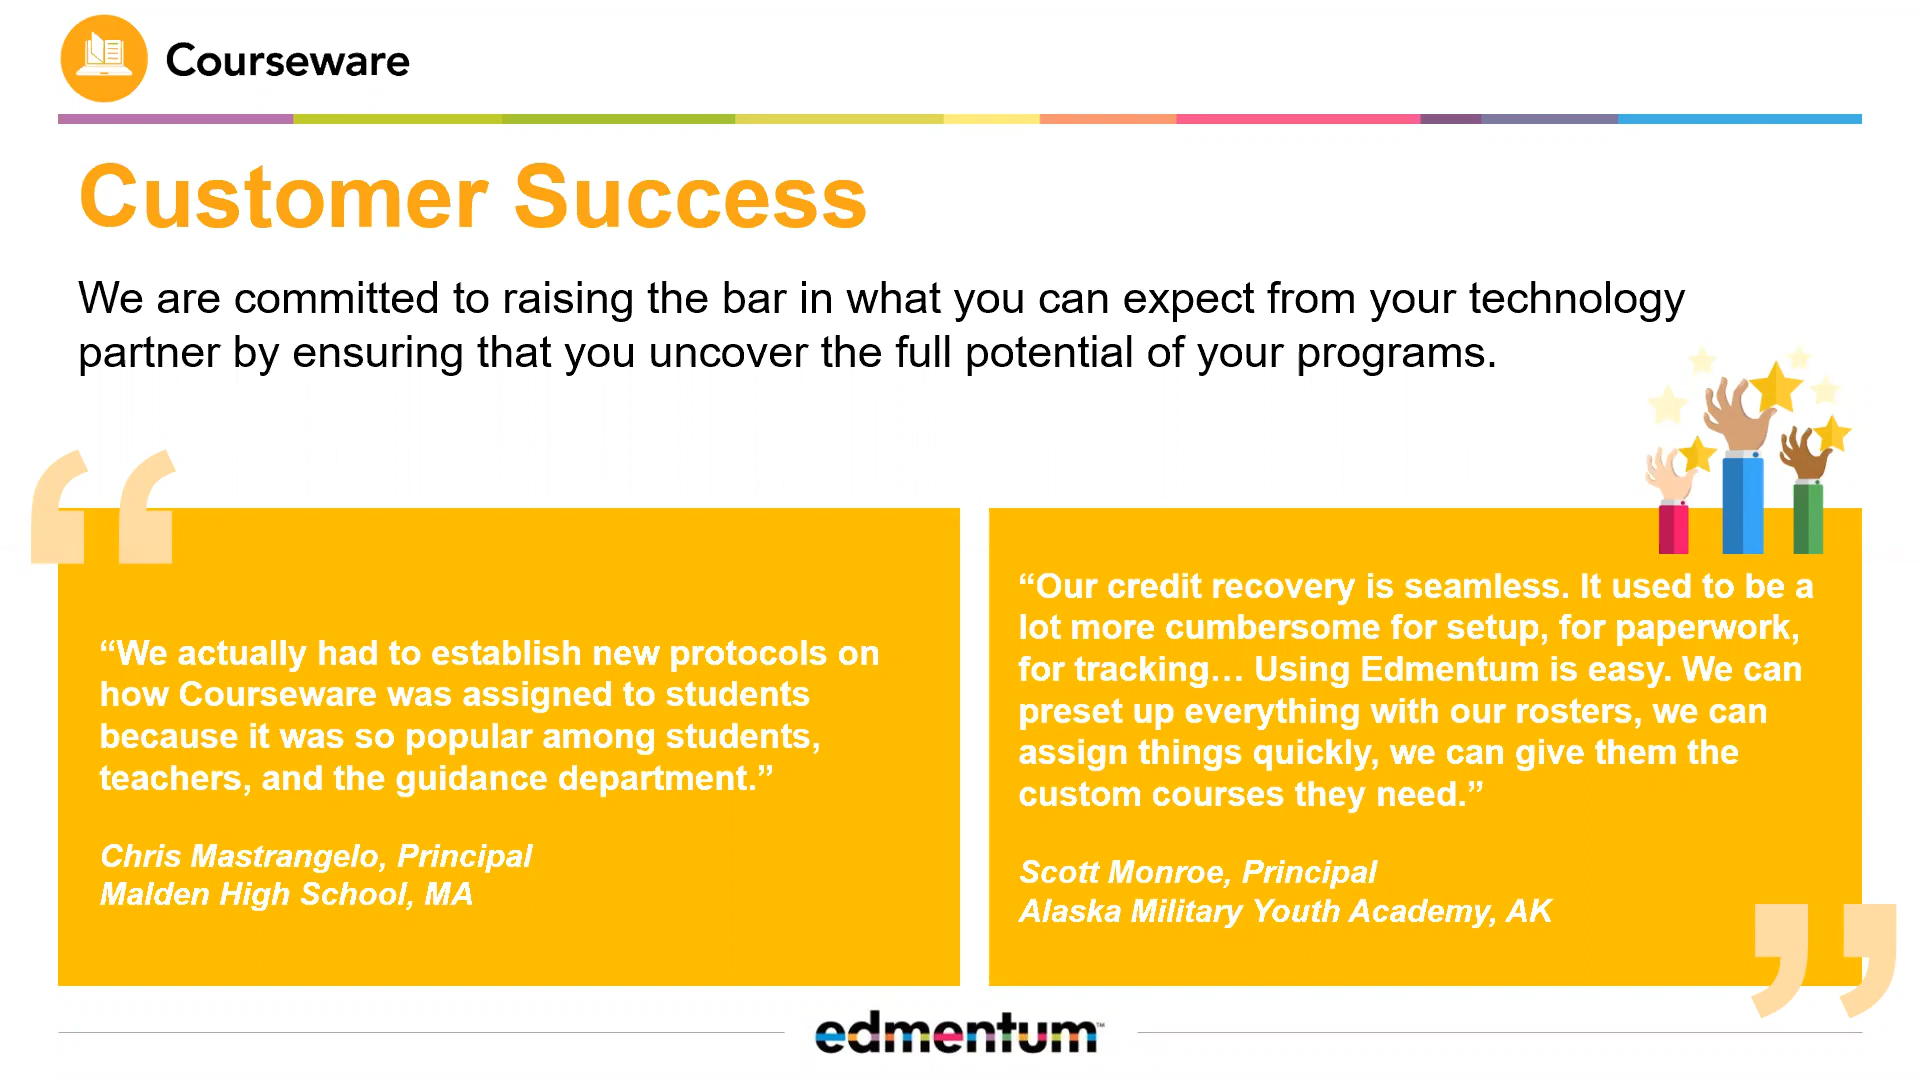 Courseware
Customer Success
We are committed to raising the bar in what you can expect from your technology
partner by ensuring that you uncover the full potential of your programs.
“We actually had to establish new protocols on
how Courseware was assigned to students
because it was so popular among students,
teachers, and the guidance department.”
Chris Mastrangelo, Principal
Malden High School, MA
“Our credit recovery is seamless. It used to be a
lot more cumbersome for setup, for paperwork,
for tracking… Using Edmentum is easy. We can
preset up everything with our rosters, we can
assign things quickly, we can give them the
custom courses they need.”
Scott Monroe, Principal
Alaska Military Youth Academy, AK
edmentum™